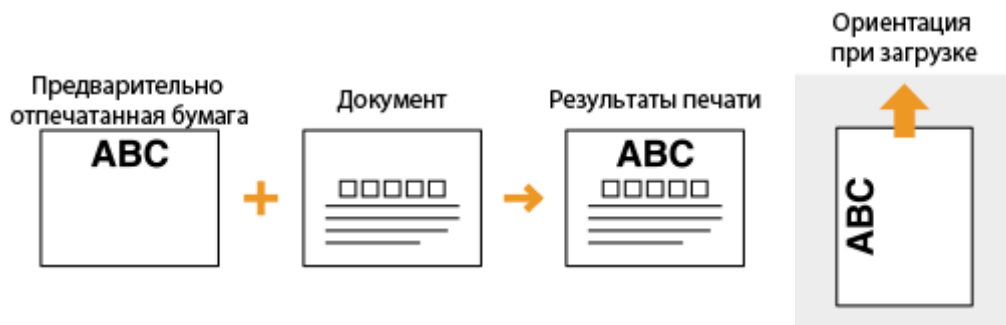 Ориентация
при загрузке
Предварительно
отпечатанная бумага
Документ
Результаты печати
ABC
ABC
ABC